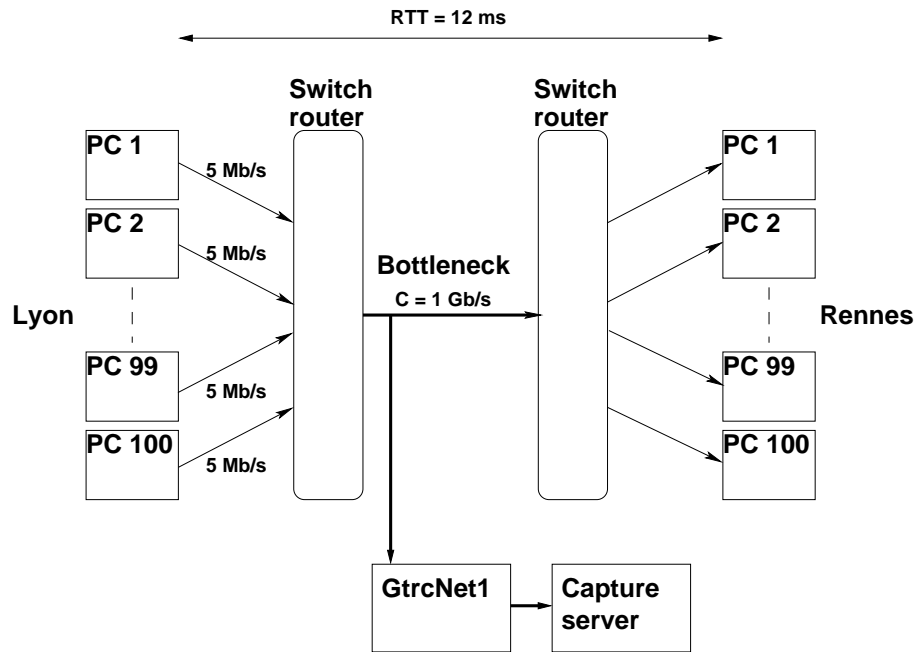 RTT = 12 ms
Switch
router
Switch
router
PC 1
PC 1
5 Mb/s
PC 2
PC 2
5 Mb/s
Bottleneck
C = 1 Gb/s
Lyon
Rennes
PC 99
PC 99
5 Mb/s
PC 100
PC 100
5 Mb/s
GtrcNet1
Capture
server